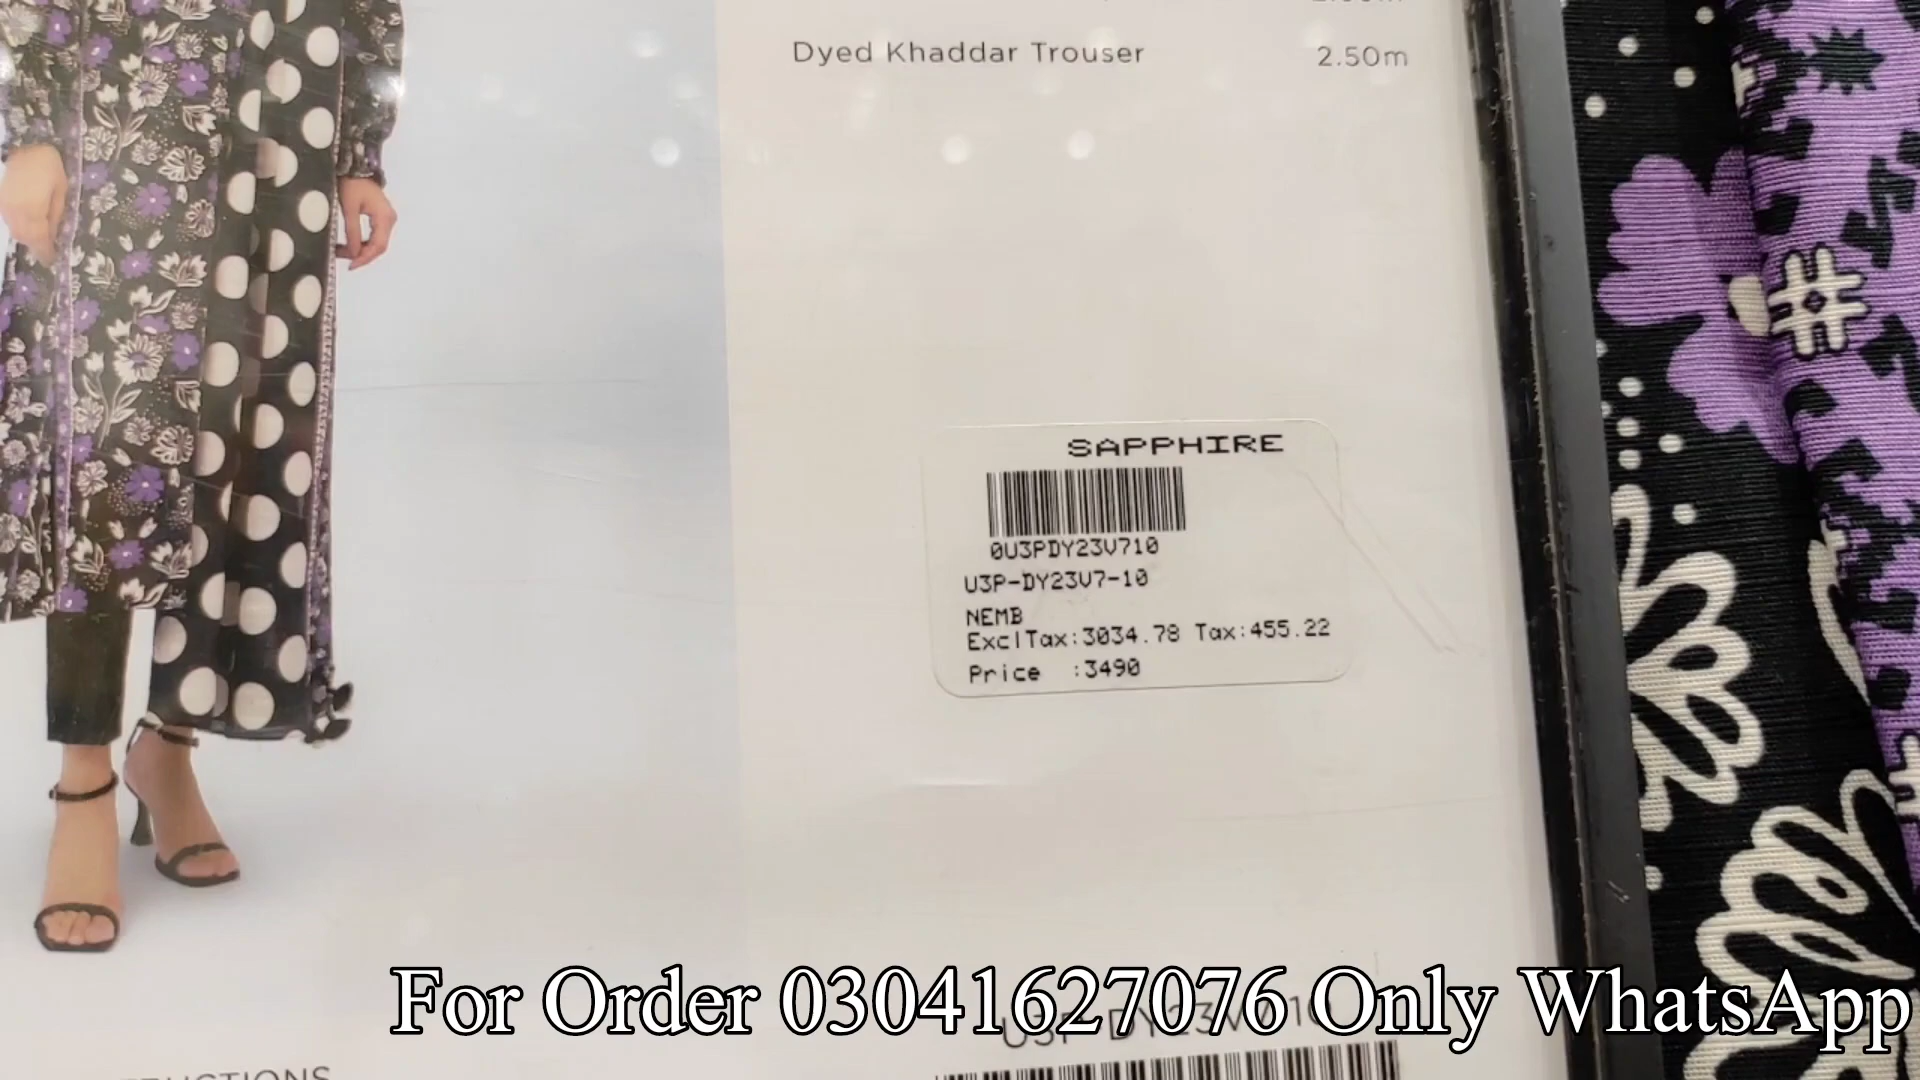 Dyed Khaddar Trouser 2.50m
SAPPHIRE
0U3PDY23V710
U3P-DY23V7-10
NEMB
ExclTax:3034.78 Tax:455.22
Price :3490
For Order 03041627076 Only WhatsApp